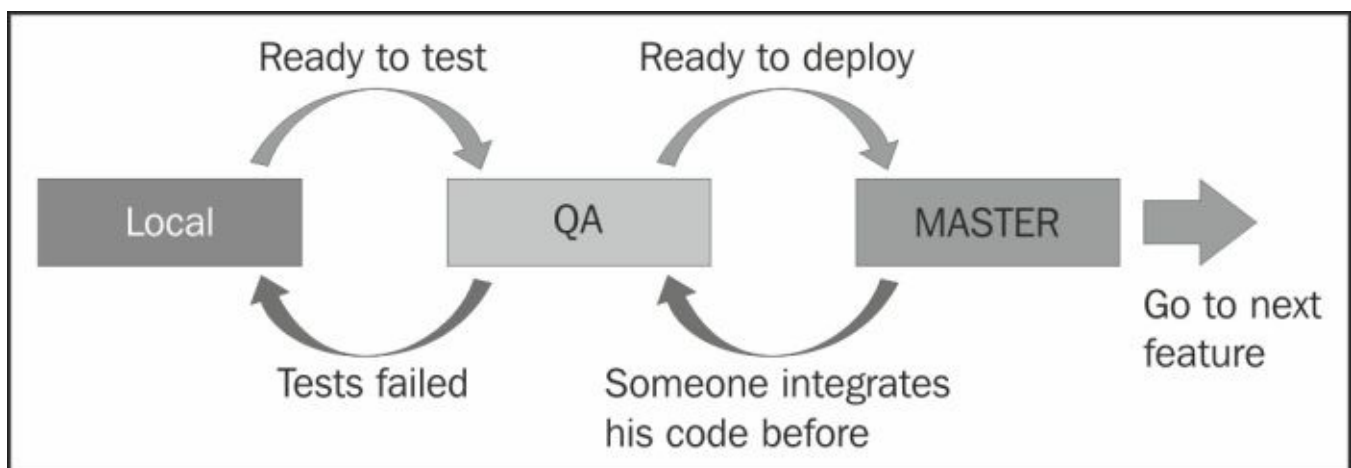 Ready to test
Ready to deploy
Local
QA
MASTER
Go to next
feature
Tests failed
Someone integrates
his code before